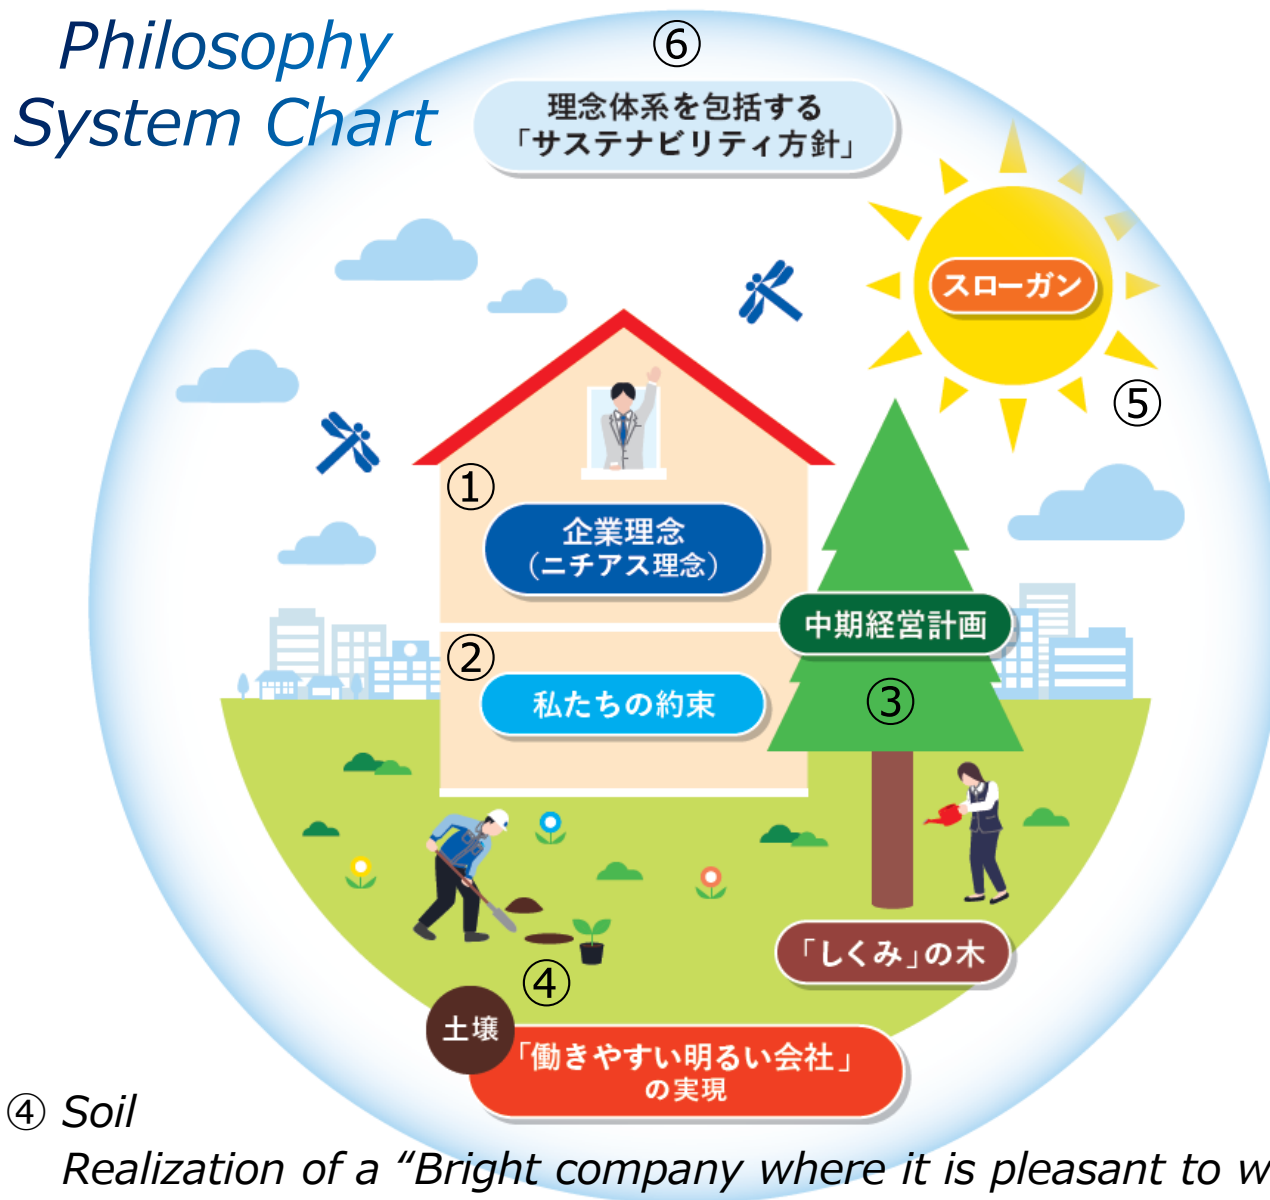 Philosophy
System Chart
⑥
理念体系を包括する
「サステナビリティ方針」
スローガン
⑤
①
企業理念
(ニチアス理念)
中期経営計画
②
私たちの約束
③
「しくみ」の木
④
土壌
「働きやすい明るい会社」
の実現
④ Soil
Realization of a “Bright company where it is pleasant to